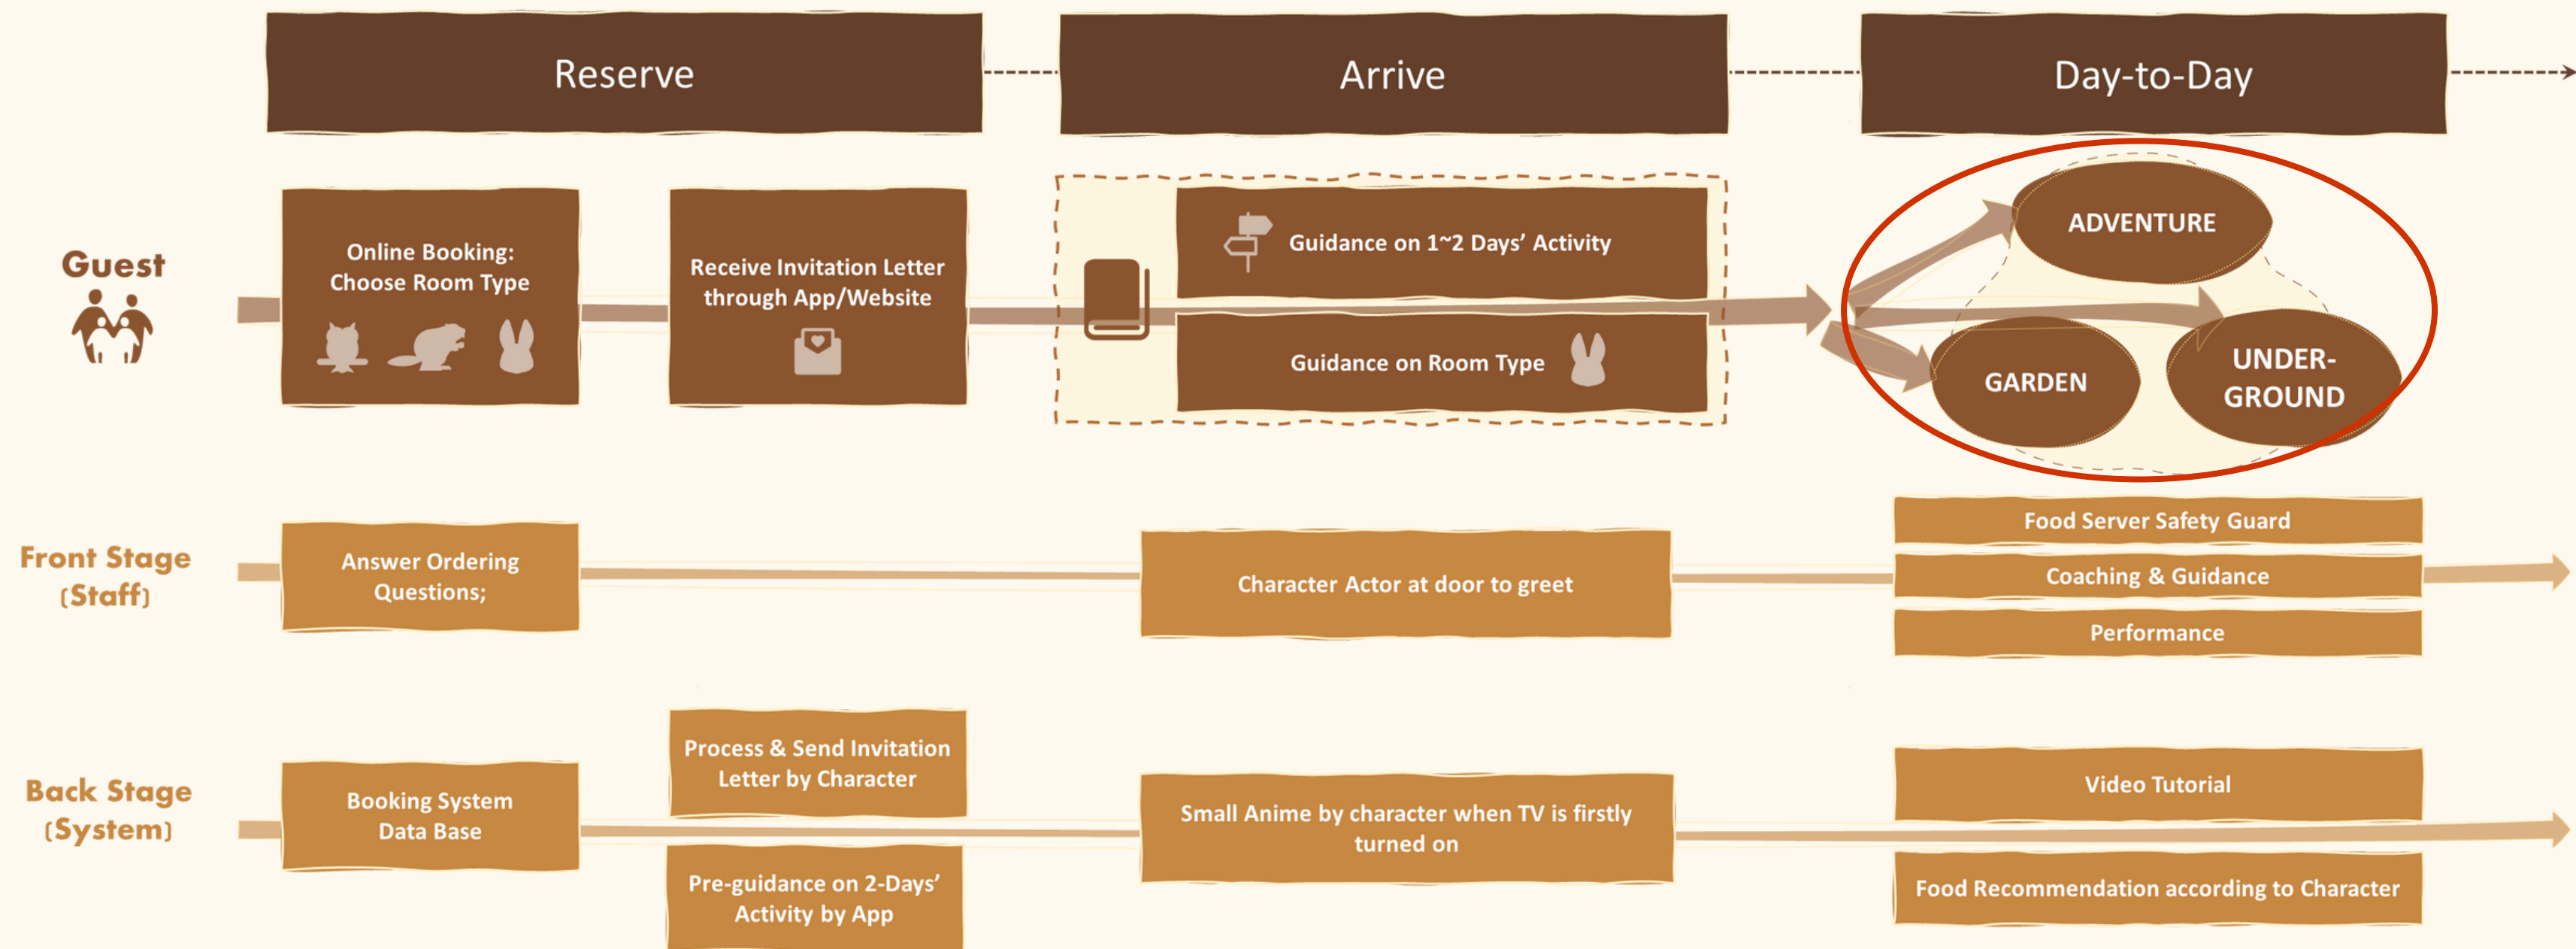 Reserve
Arrive
Day-to-Day
Guest
Online Booking:
Choose Room Type
Receive Invitation Letter
through App/Website
Guidance on 1~2 Days’ Activity
Guidance on Room Type
ADVENTURE
GARDEN
UNDER-
GROUND
Front Stage
(Staff)
Answer Ordering
Questions;
Character Actor at door to greet
Food Server Safety Guard
Coaching & Guidance
Performance
Back Stage
(System)
Booking System
Data Base
Process & Send Invitation
Letter by Character
Pre-guidance on 2-Days’
Activity by App
Small Anime by character when TV is firstly
turned on
Video Tutorial
Food Recommendation according to Character